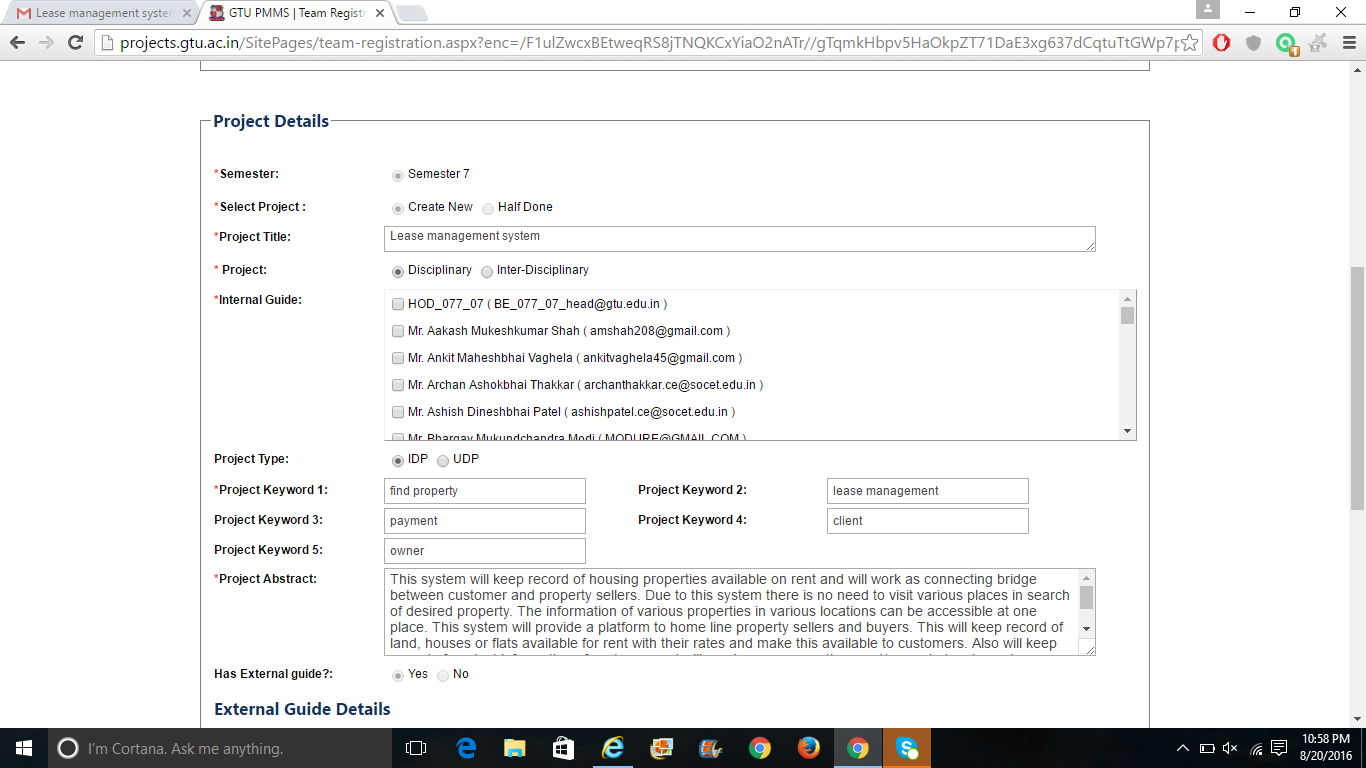 Lease management system
GTU PMMS | Team Registr
projects.gtu.ac.in/SitePages/team-registration.aspx?enc=/F1ulZwcxBEtweqRS8jTNQKCxYiaO2nATr//gTqmkHbpv5HaOkpZT71DaE3xg637dCqtuTtGWp7p
Project Details
*Semester: Semester 7
*Select Project : Create New Half Done
*Project Title: Lease management system
* Project: Disciplinary Inter-Disciplinary
*Internal Guide: HOD_077_07 ( BE_077_07_head@gtu.edu.in )
Mr. Aakash Mukeshkumar Shah ( amshah208@gmail.com )
Mr. Ankit Maheshbhai Vaghela ( ankitvaghela45@gmail.com )
Mr. Archan Ashokbhai Thakkar ( archanthakkar.ce@socet.edu.in )
Mr. Ashish Dineshbhai Patel ( ashishpatel.ce@socet.edu.in )
Mr. Bhargav Mukundchandra Modi ( MODURE@GMAIL.COM )
Project Type: IDP UDP
*Project Keyword 1: find property Project Keyword 2: lease management
Project Keyword 3: payment Project Keyword 4: client
Project Keyword 5: owner
*Project Abstract: This system will keep record of housing properties available on rent and will work as connecting bridge
between customer and property sellers. Due to this system there is no need to visit various places in search
of desired property. The information of various properties in various locations can be accessible at one
place. This system will provide a platform to home line property sellers and buyers. This will keep record of
land, houses or flats available for rent with their rates and make this available to customers. Also will keep
Has External guide?: Yes No
External Guide Details
I'm Cortana. Ask me anything.
10:58 PM
8/20/2016